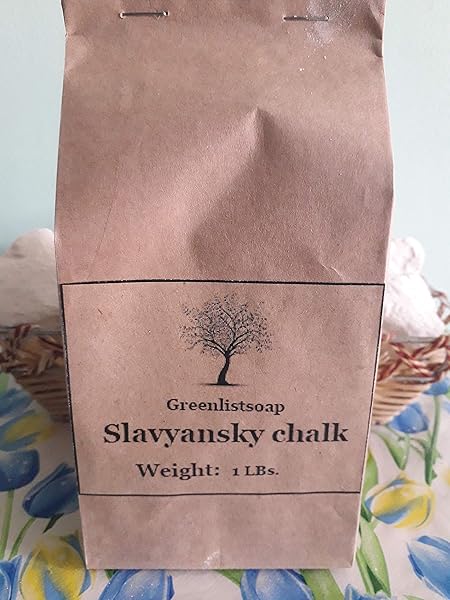 Greenlistsoap
Slavyansky chalk
Weight: 1 LBs.